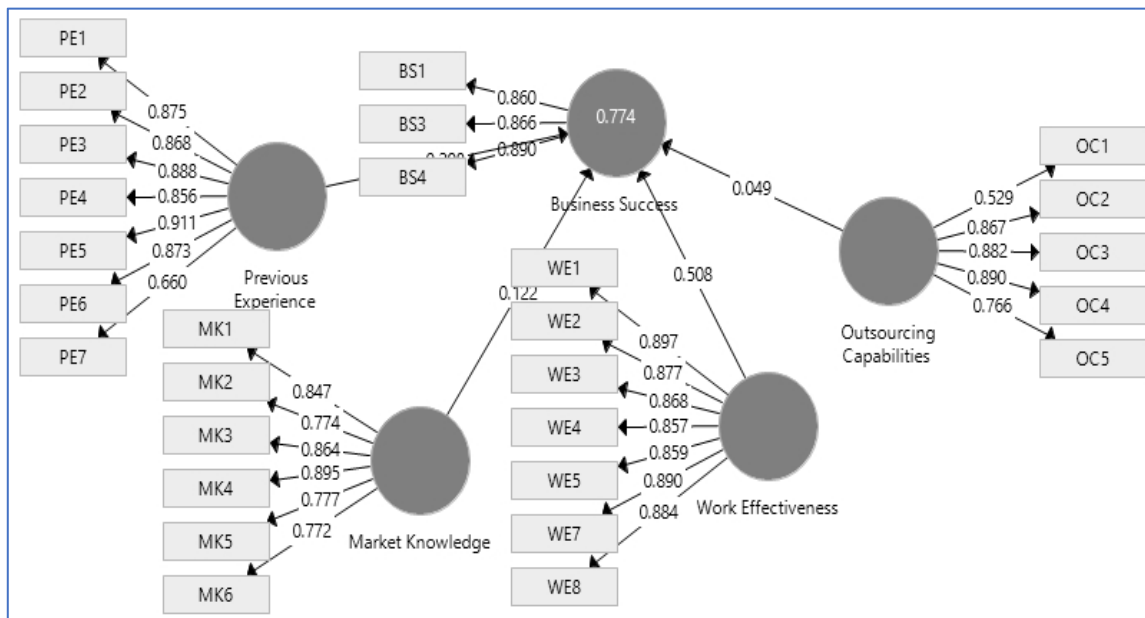 PE1
PE2
PE3
PE4
PE5
PE6
PE7
0.875
0.868
0.888
0.856
0.911
0.873
0.660
Previous
Experience
BS1
BS3
BS4
0.860
0.866
0.890
0.774
Business Success
0.049
OC1
OC2
OC3
OC4
OC5
0.529
0.867
0.882
0.890
0.766
Outsourcing
Capabilities
MK1
MK2
MK3
MK4
MK5
MK6
0.847
0.774
0.864
0.895
0.777
0.772
Market Knowledge
0.122
0.508
WE1
WE2
WE3
WE4
WE5
WE7
WE8
0.897
0.877
0.868
0.857
0.859
0.890
0.884
Work Effectiveness